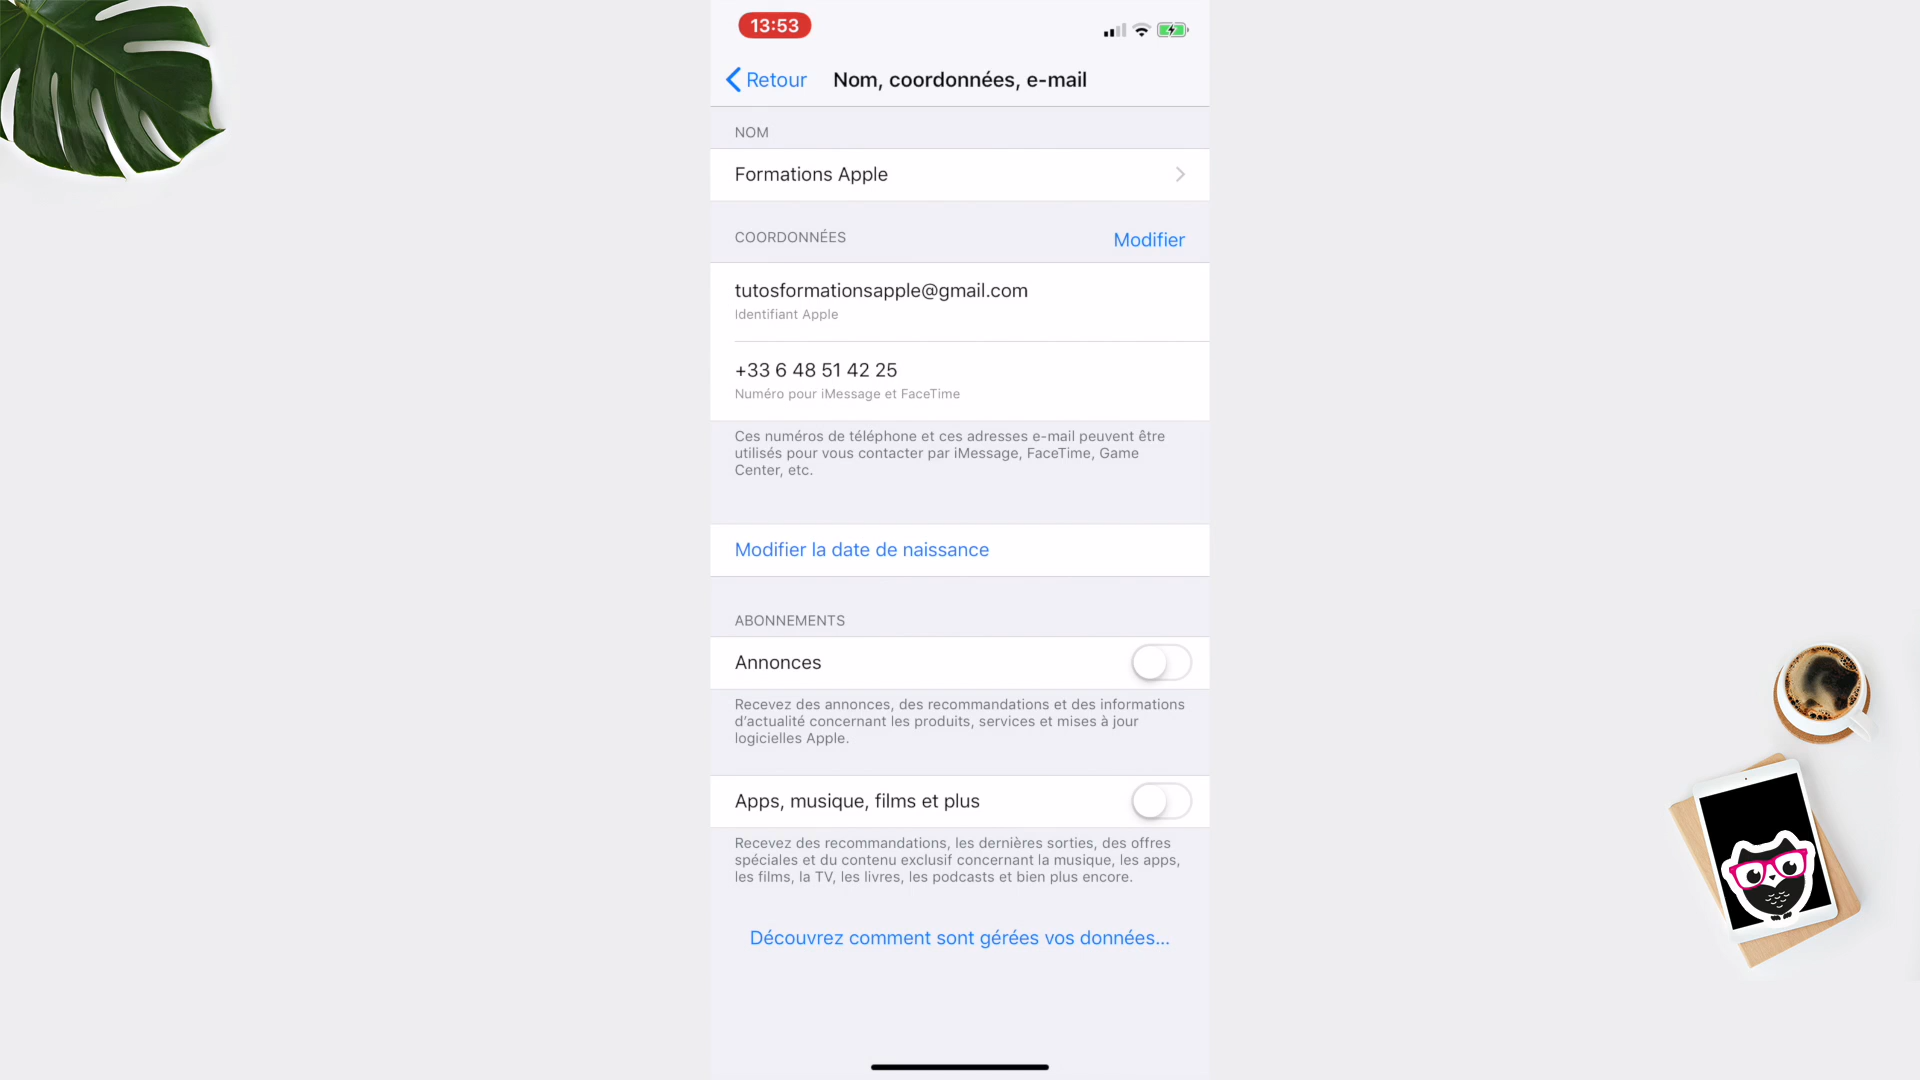 13:53
Retour Nom, coordonnées, e-mail
NOM
Formations Apple
COORDONNÉES Modifier
tutosformationsapple@gmail.com
Identifiant Apple
+33 6 48 51 42 25
Numéro pour iMessage et FaceTime
Ces numéros de téléphone et ces adresses e-mail peuvent être
utilisés pour vous contacter par iMessage, FaceTime, Game
Center, etc.
Modifier la date de naissance
ABONNEMENTS
Annonces
Recevez des annonces, des recommandations et des informations
d’actualité concernant les produits, services et mises à jour
logicielles Apple.
Apps, musique, films et plus
Recevez des recommandations, les dernières sorties, des offres
spéciales et du contenu exclusif concernant la musique, les apps,
les films, la TV, les livres, les podcasts et bien plus encore.
Découvrez comment sont gérées vos données...